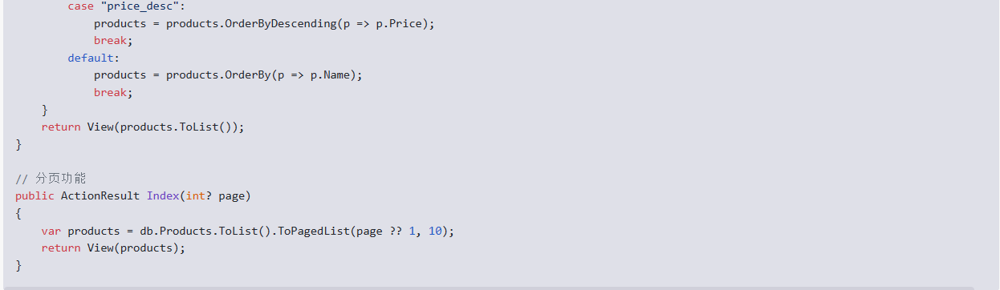 case "price_desc":
products = products.OrderByDescending(p => p.Price);
break;
default:
products = products.OrderBy(p => p.Name);
break;
}
return View(products.ToList());
}
// 分页功能
public ActionResult Index(int? page)
{
var products = db.Products.ToList().ToPagedList(page ?? 1, 10);
return View(products);
}